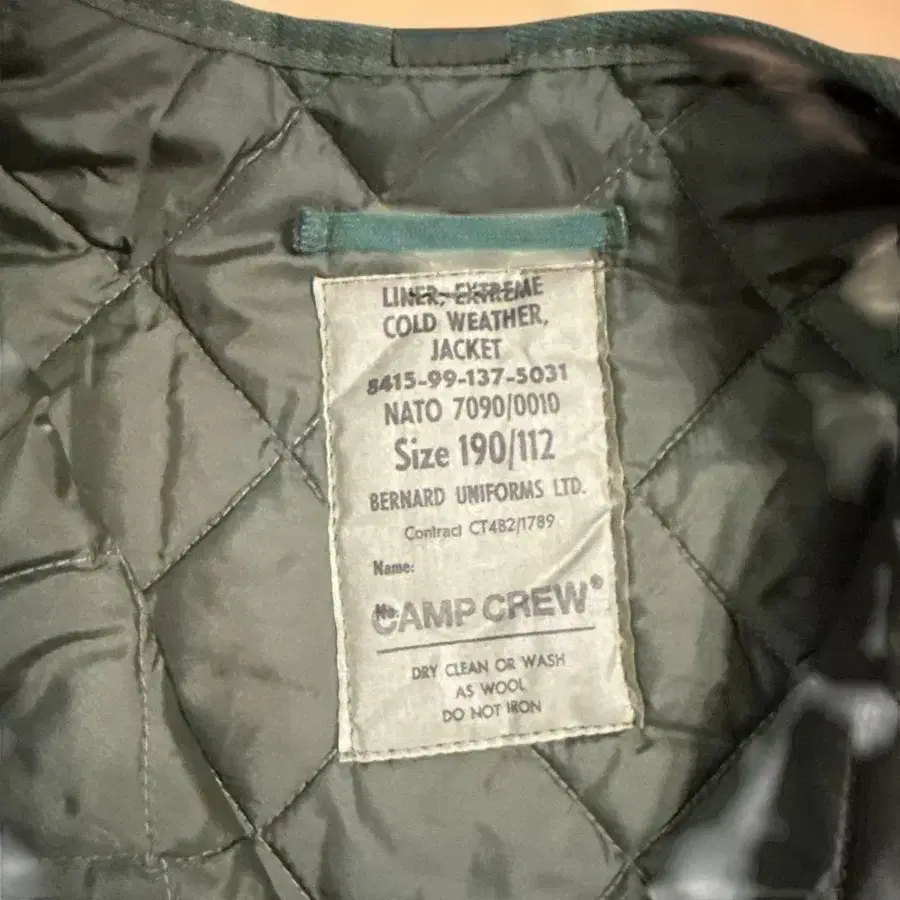 LINER, EXTREME
COLD WEATHER,
JACKET
8415-99-137-5031
NATO 7090/0010
Size 190/112
BERNARD UNIFORMS LTD.
Contract CT4B2/1789
Name:
No.
CAMP CREW®
DRY CLEAN OR WASH
AS WOOL
DO NOT IRON